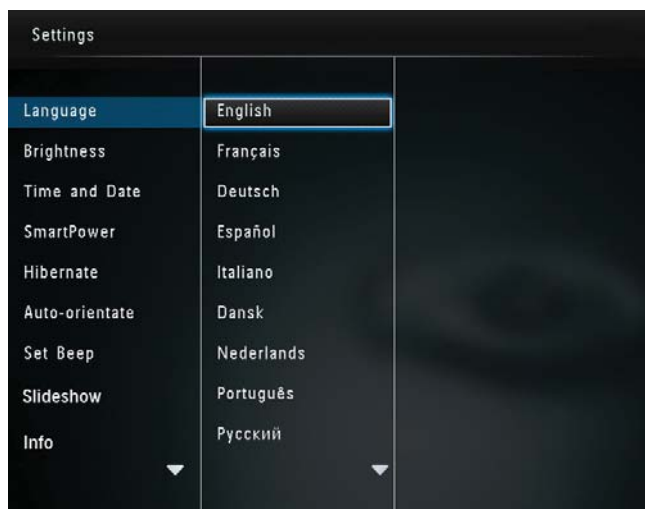 Settings
Language
Brightness
Time and Date
SmartPower
Hibernate
Auto-orientate
Set Beep
Slideshow
Info
English
Français
Deutsch
Español
Italiano
Dansk
Nederlands
Português
Русский